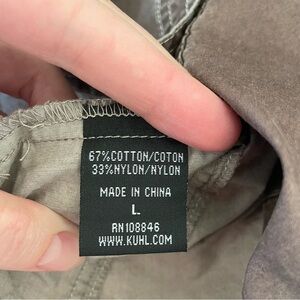 67%COTTON/COTON
33%NYLON/NYLON
MADE IN CHINA
L
RN108846
WWW.KUHL.COM